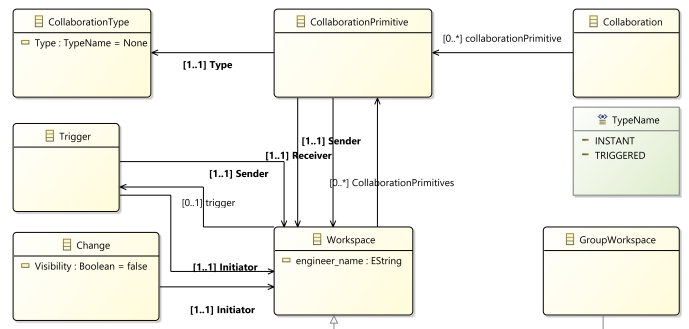 CollaborationType
Type : TypeName = None
CollaborationPrimitive
Collaboration
[0..*] collaborationPrimitive
[1..1] Type
TypeName
INSTANT
TRIGGERED
Trigger
[1..1] Sender
[1..1] Receiver
[1..1] Sender
[0..*] CollaborationPrimitives
[0..1] trigger
Change
Visibility : Boolean = false
Workspace
engineer_name : EString
GroupWorkspace
[1..1] Initiator
[1..1] Initiator